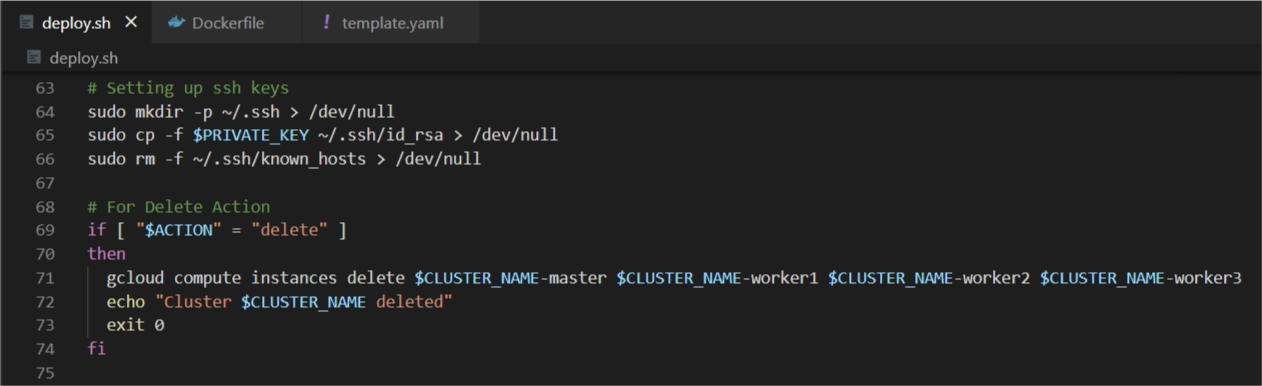 depoy.sh × Dockerfile ! template.yaml
deploy.sh
63 # Setting up ssh keys
64 sudo mkdir -p ~/.ssh > /dev/null
65 sudo cp -f $PRIVATE_KEY ~/.ssh/id_rsa > /dev/null
66 sudo rm -f ~/.ssh/known_hosts > /dev/null
67
68 # For Delete Action
69 if [ "$ACTION" = "delete" ]
70 then
71 gcloud compute instances delete $CLUSTER_NAME-master $CLUSTER_NAME-worker1 $CLUSTER_NAME-worker2 $CLUSTER_NAME-worker3
72 echo "Cluster $CLUSTER_NAME deleted"
73 exit 0
74 fi
75